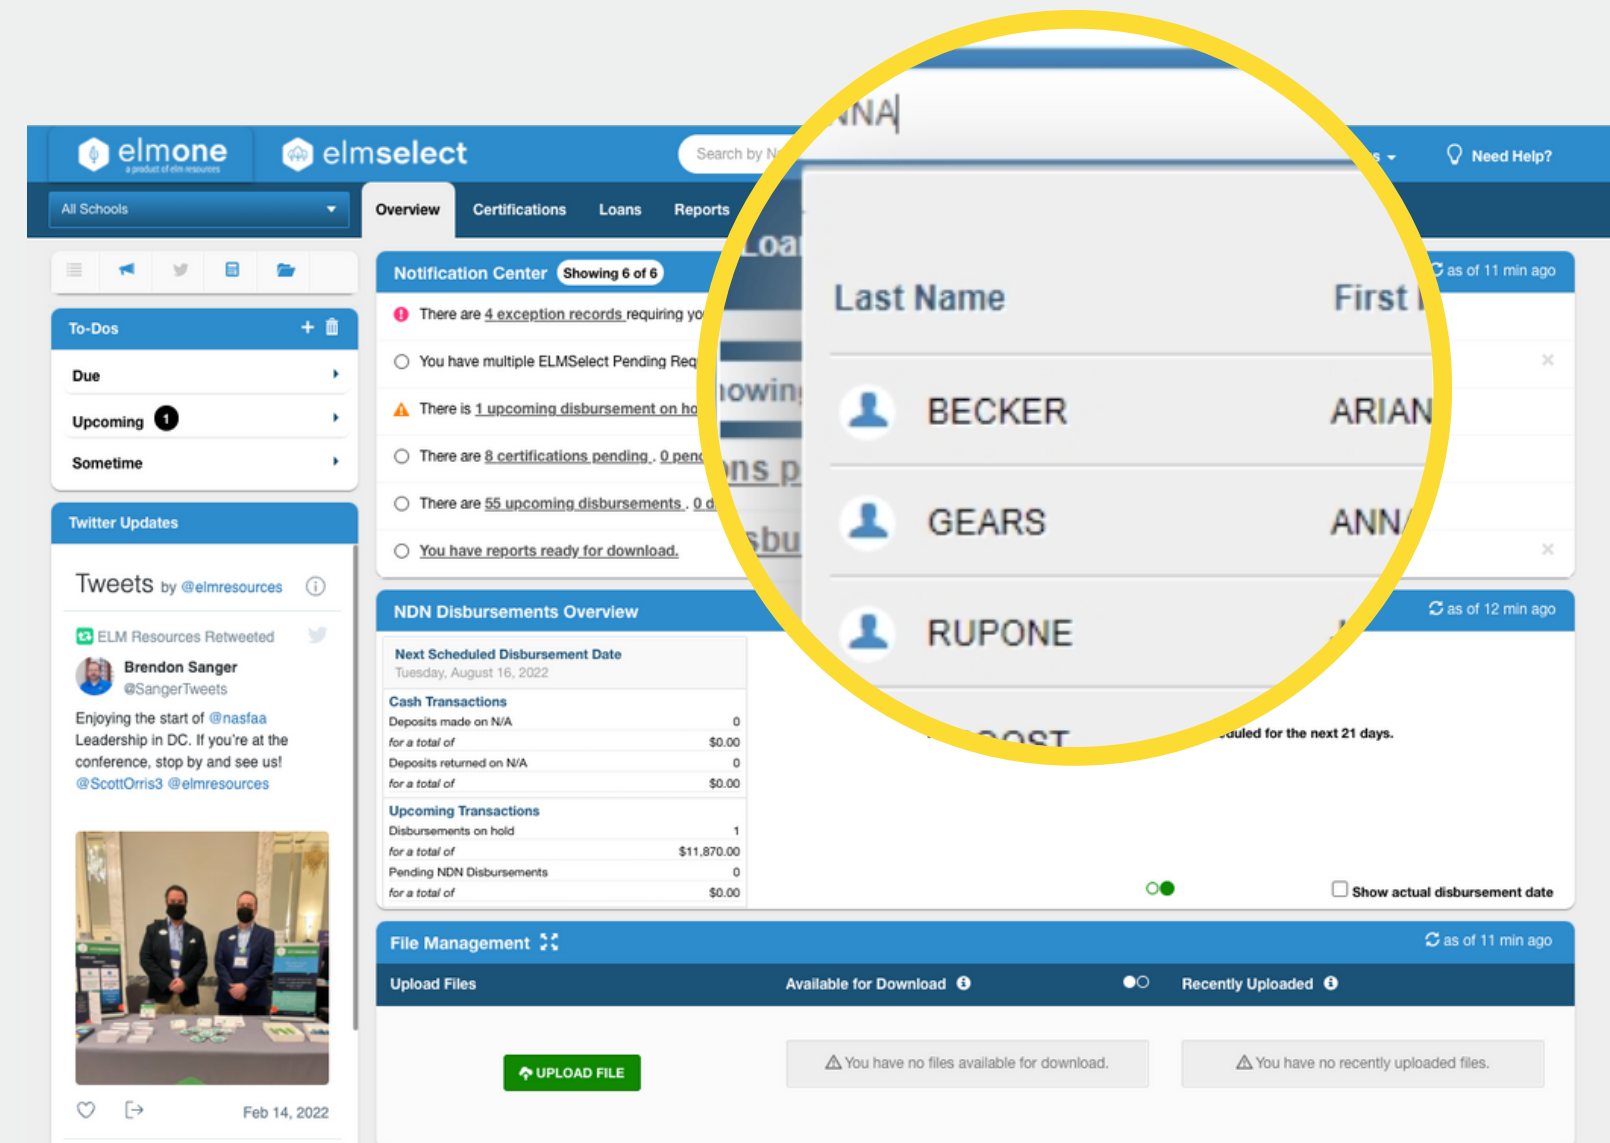 elmone
a product of elm resources
elmselect
Search by
NNA
Need Help?
All Schools
Overview
Certifications
Loans
Reports
To-Dos
Due
Upcoming 1
Sometime
Twitter Updates
Tweets by @elmresources
ELM Resources Retweeted
Brendon Sanger
@SangerTweets
Enjoying the start of @nasfaa
Leadership in DC. If you're at the
conference, stop by and see us!
@ScottOrris3 @elmresources
Feb 14, 2022
Notification Center Showing 6 of 6
as of 11 min ago
There are 4 exception records requiring
You have multiple ELMSelect Pending
There is 1 upcoming disbursement on
There are 8 certifications pending . 0
There are 55 upcoming disbursements . 0
You have reports ready for download.
Last Name First
BECKER ARIAN
GEARS ANNA
RUPONE
NDN Disbursements Overview
as of 12 min ago
Next Scheduled Disbursement Date
Tuesday, August 16, 2022
Cash Transactions
Deposits made on N/A 0
for a total of $0.00
Deposits returned on N/A 0
for a total of $0.00
Upcoming Transactions
Disbursements on hold 1
for a total of $11,870.00
Pending NDN Disbursements 0
for a total of $0.00
for the next 21 days.
Show actual disbursement date
File Management
as of 11 min ago
Upload Files
Available for Download
Recently Uploaded
UPLOAD FILE
You have no files available for download.
You have no recently uploaded files.